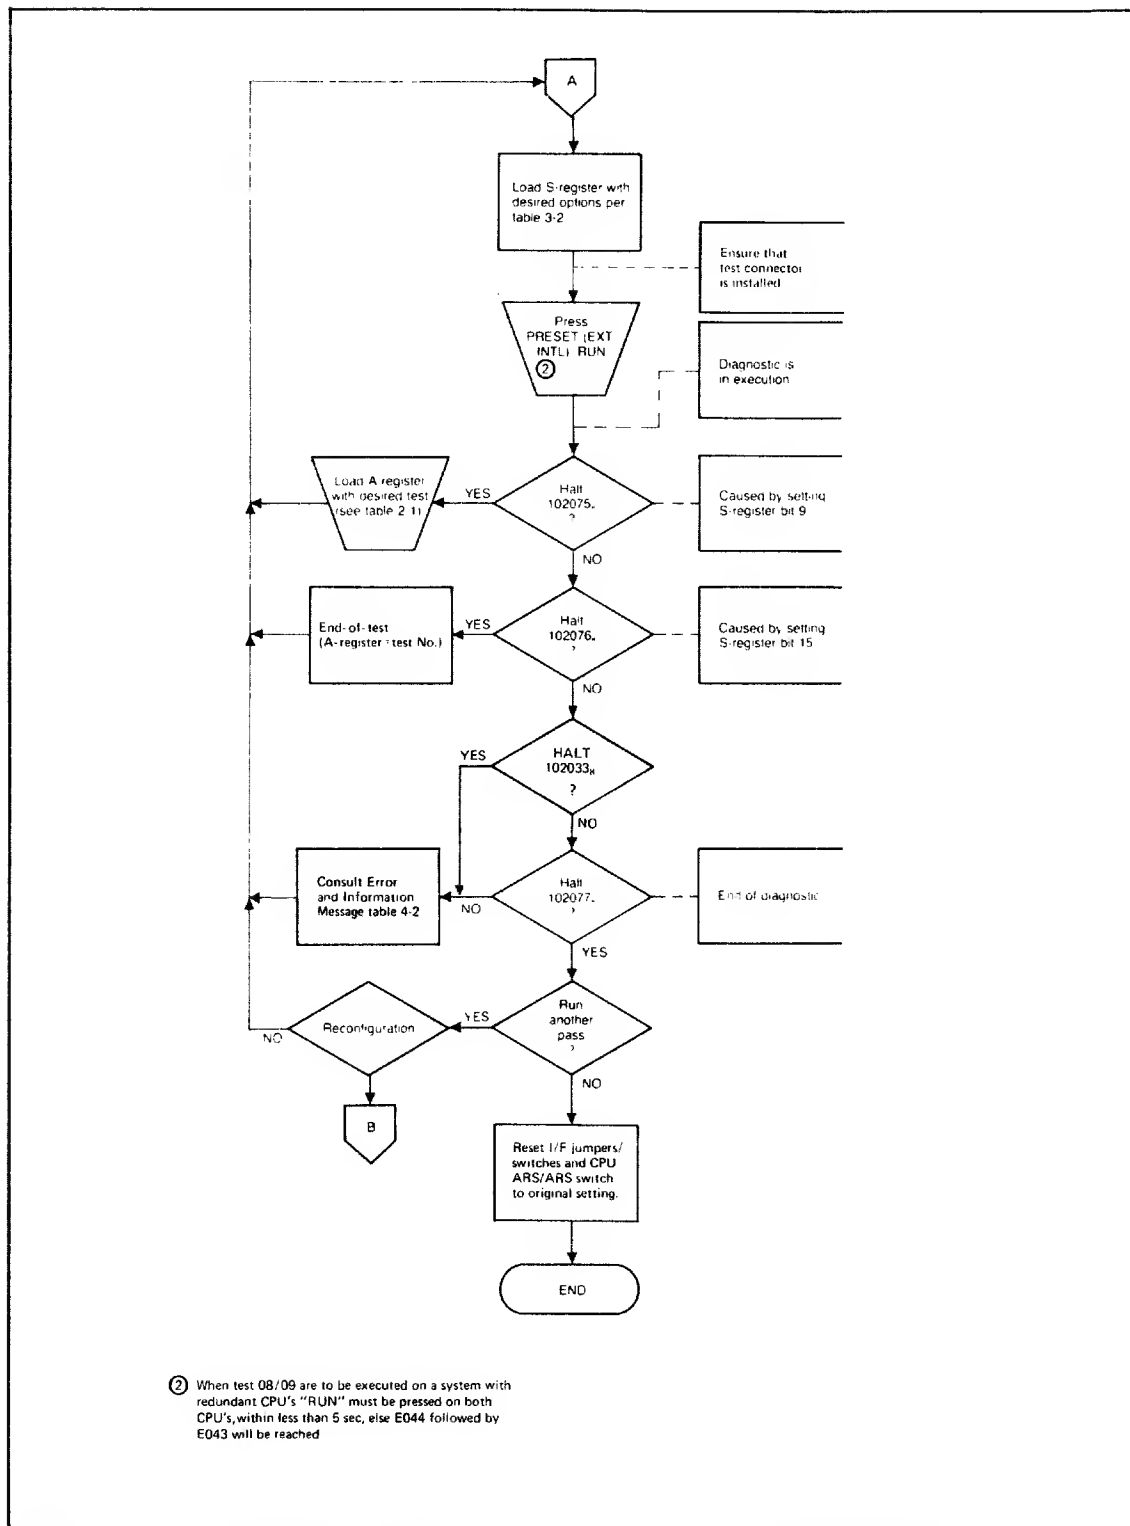 A
Load S-register with
desired options per
table 3-2
Ensure that
test connector
is installed
Press
PRESET (EXT
INTL) RUN
②
Diagnostic is
in execution
Load A register
with desired test
(see table 2-1)
YES
Halt
102075₈
?
Caused by setting
S-register bit 9
NO
End-of-test
(A-register = test No.)
YES
Halt
102076₈
?
Caused by setting
S-register bit 15
NO
YES
HALT
102033₈
?
NO
Consult Error
and Information
Message table 4-2
NO
Halt
102077₈
?
End of diagnostic
YES
Reconfiguration
NO
YES
Run
another
pass
?
NO
B
Reset I/F jumpers/
switches and CPU
ARS/ARS switch
to original setting.
END
② When test 08/09 are to be executed on a system with
redundant CPU's "RUN" must be pressed on both
CPU's, within less than 5 sec, else E044 followed by
E043 will be reached